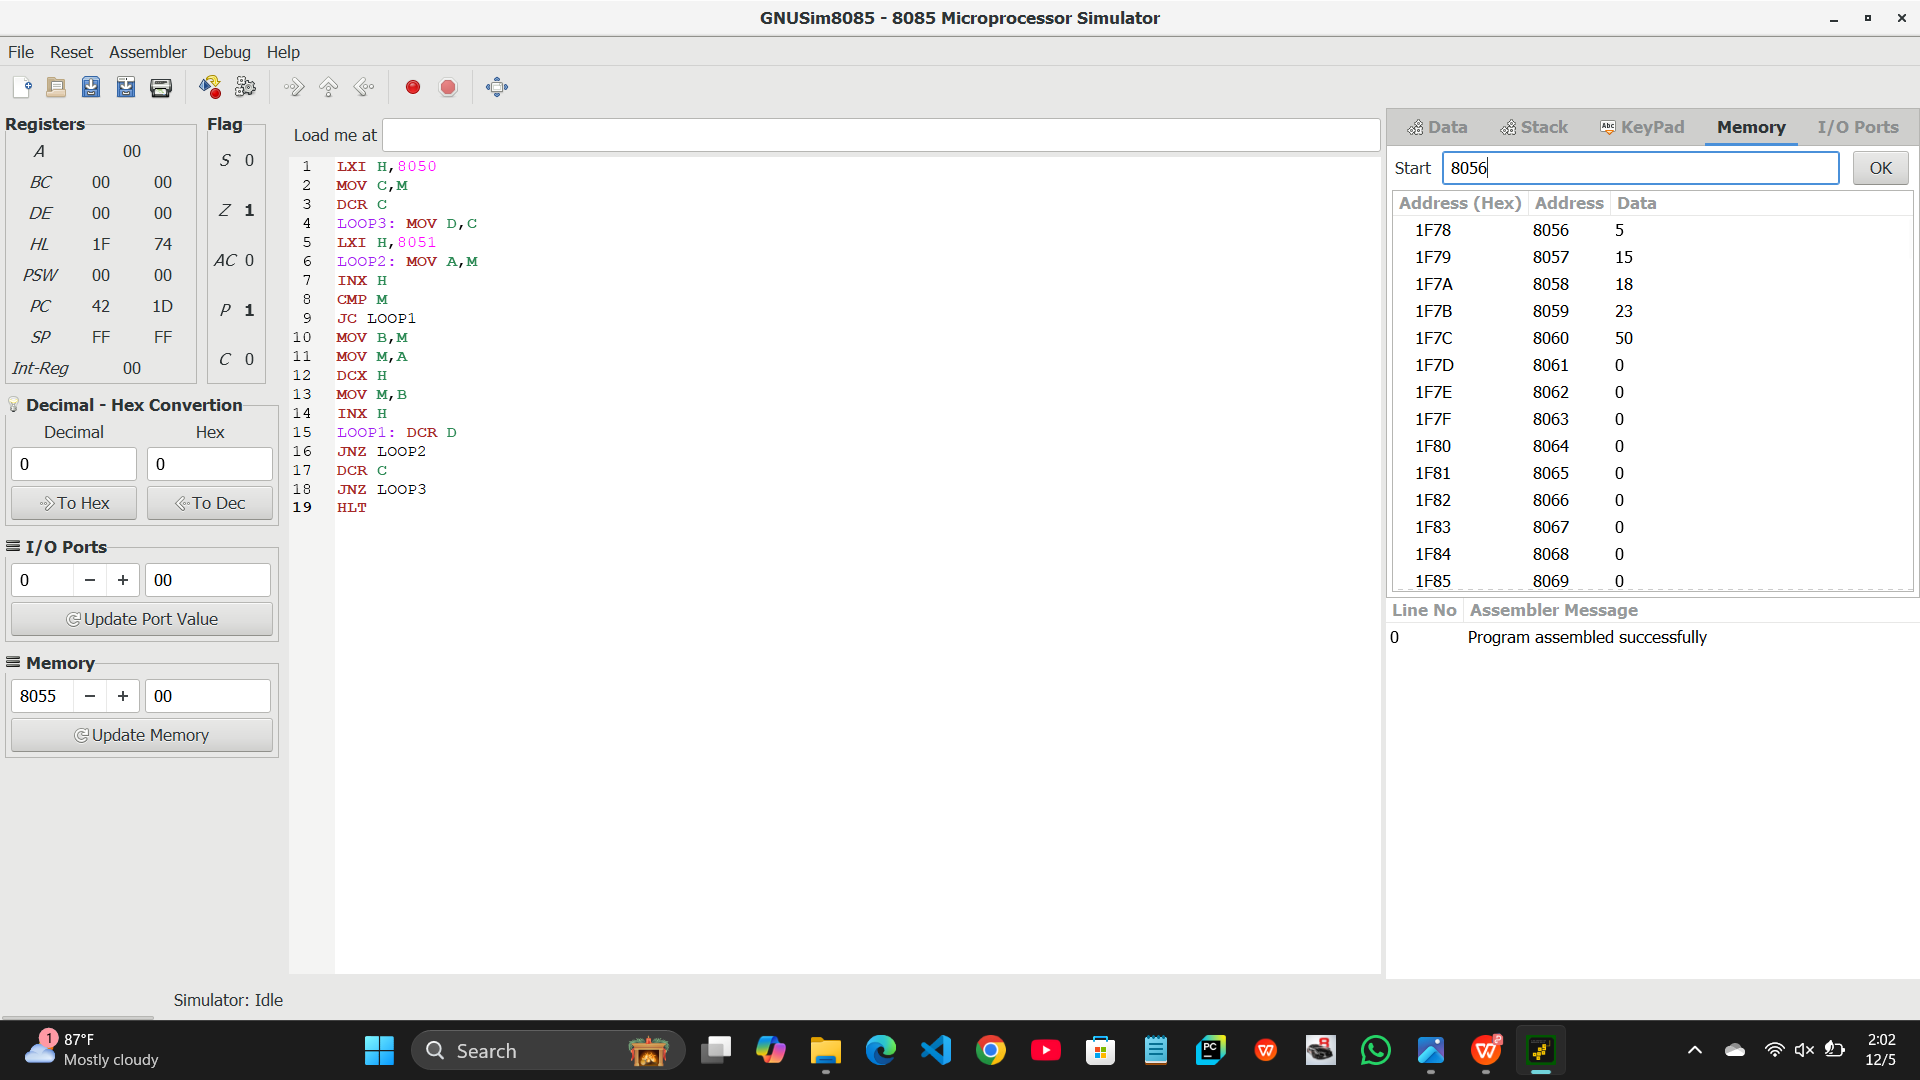 GNUSim8085 - 8085 Microprocessor Simulator
File Reset Assembler Debug Help
Registers
A 00
BC 00 00
DE 00 00
HL 1F 74
PSW 00 00
PC 42 1D
SP FF FF
Int-Reg 00
Flag
S 0
Z 1
AC 0
P 1
C 0
Decimal - Hex Convertion
Decimal Hex
0 0
To Hex To Dec
I/O Ports
0 − + 00
Update Port Value
Memory
8055 − + 00
Update Memory
Load me at
1 LXI H,8050
2 MOV C,M
3 DCR C
4 LOOP3: MOV D,C
5 LXI H,8051
6 LOOP2: MOV A,M
7 INX H
8 CMP M
9 JC LOOP1
10 MOV B,M
11 MOV M,A
12 DCX H
13 MOV M,B
14 INX H
15 LOOP1: DCR D
16 JNZ LOOP2
17 DCR C
18 JNZ LOOP3
19 HLT
Data Stack Abc KeyPad Memory I/O Ports
Start 8056 OK
Address (Hex) Address Data
1F78 8056 5
1F79 8057 15
1F7A 8058 18
1F7B 8059 23
1F7C 8060 50
1F7D 8061 0
1F7E 8062 0
1F7F 8063 0
1F80 8064 0
1F81 8065 0
1F82 8066 0
1F83 8067 0
1F84 8068 0
1F85 8069 0
Line No Assembler Message
0 Program assembled successfully
Simulator: Idle
1
87°F
Mostly cloudy
Search
PC
W
8
W
2:02
12/5